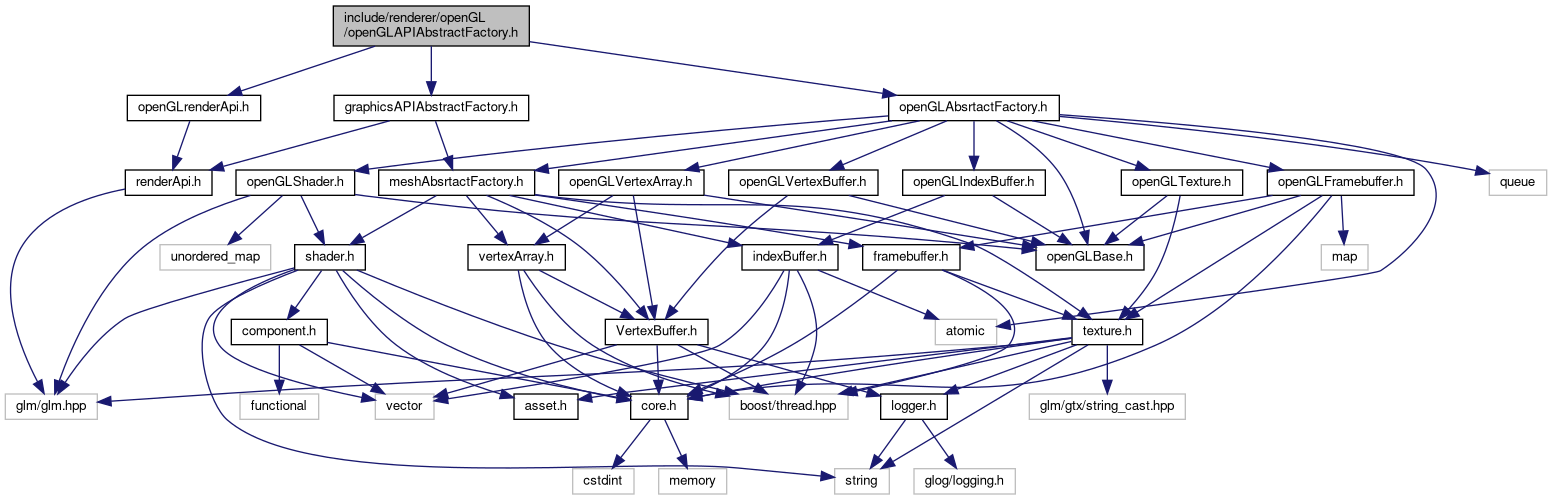 include/renderer/openGL
/openGLAPIAbstractFactory.h
openGLrenderApi.h
graphicsAPIAbstractFactory.h
openGLAbsrtactFactory.h
renderApi.h
openGLShader.h
meshAbsrtactFactory.h
openGLVertexArray.h
openGLVertexBuffer.h
openGLIndexBuffer.h
openGLTexture.h
openGLFramebuffer.h
queue
unordered_map
shader.h
vertexArray.h
indexBuffer.h
framebuffer.h
openGLBase.h
map
component.h
VertexBuffer.h
atomic
texture.h
glm/glm.hpp
functional
vector
asset.h
core.h
boost/thread.hpp
logger.h
glm/gtx/string_cast.hpp
cstdint
memory
string
glog/logging.h